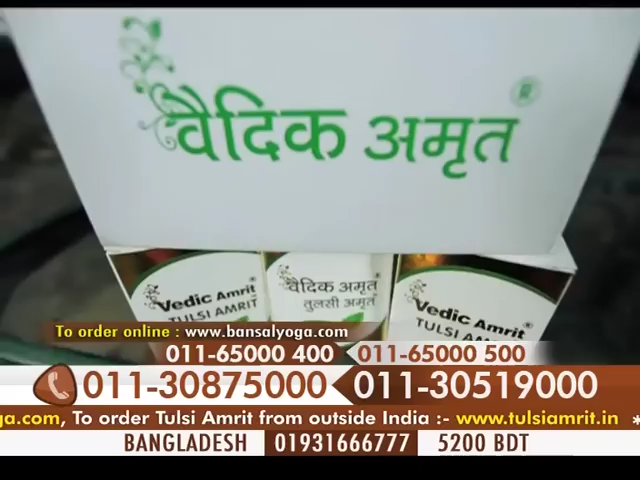 वैदिक अमृत
Vedic Amrit
TULSI AMRIT
वैदिक अमृत
तुलसी अमृत
Vedic Amrit
TULSI AMRIT
To order online : www.bansalyoga.com
011-65000 400 011-65000 500
011-30875000 011-30519000
ga.com, To order Tulsi Amrit from outside India :- www.tulsiamrit.in *
BANGLADESH 01931666777 5200 BDT